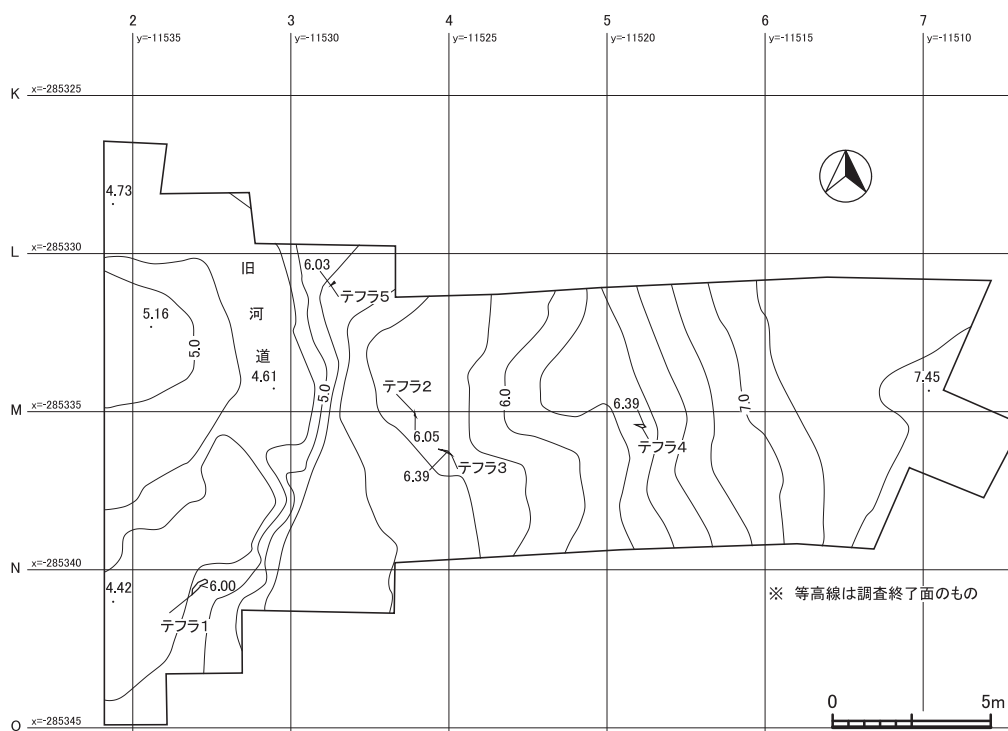 2 3 4 5 6 7
y=-11535 y=-11530 y=-11525 y=-11520 y=-11515 y=-11510
K x=-285325
4.73
L x=-285330
旧河道
6.03
テフラ5
5.16
5.0
4.61
5.0
テフラ2
6.0
6.39
7.0
7.45
M x=-285335
6.05
テフラ3
6.39
テフラ4
N x=-285340
4.42
6.00
テフラ1
※ 等高線は調査終了面のもの
0 5m
O x=-285345